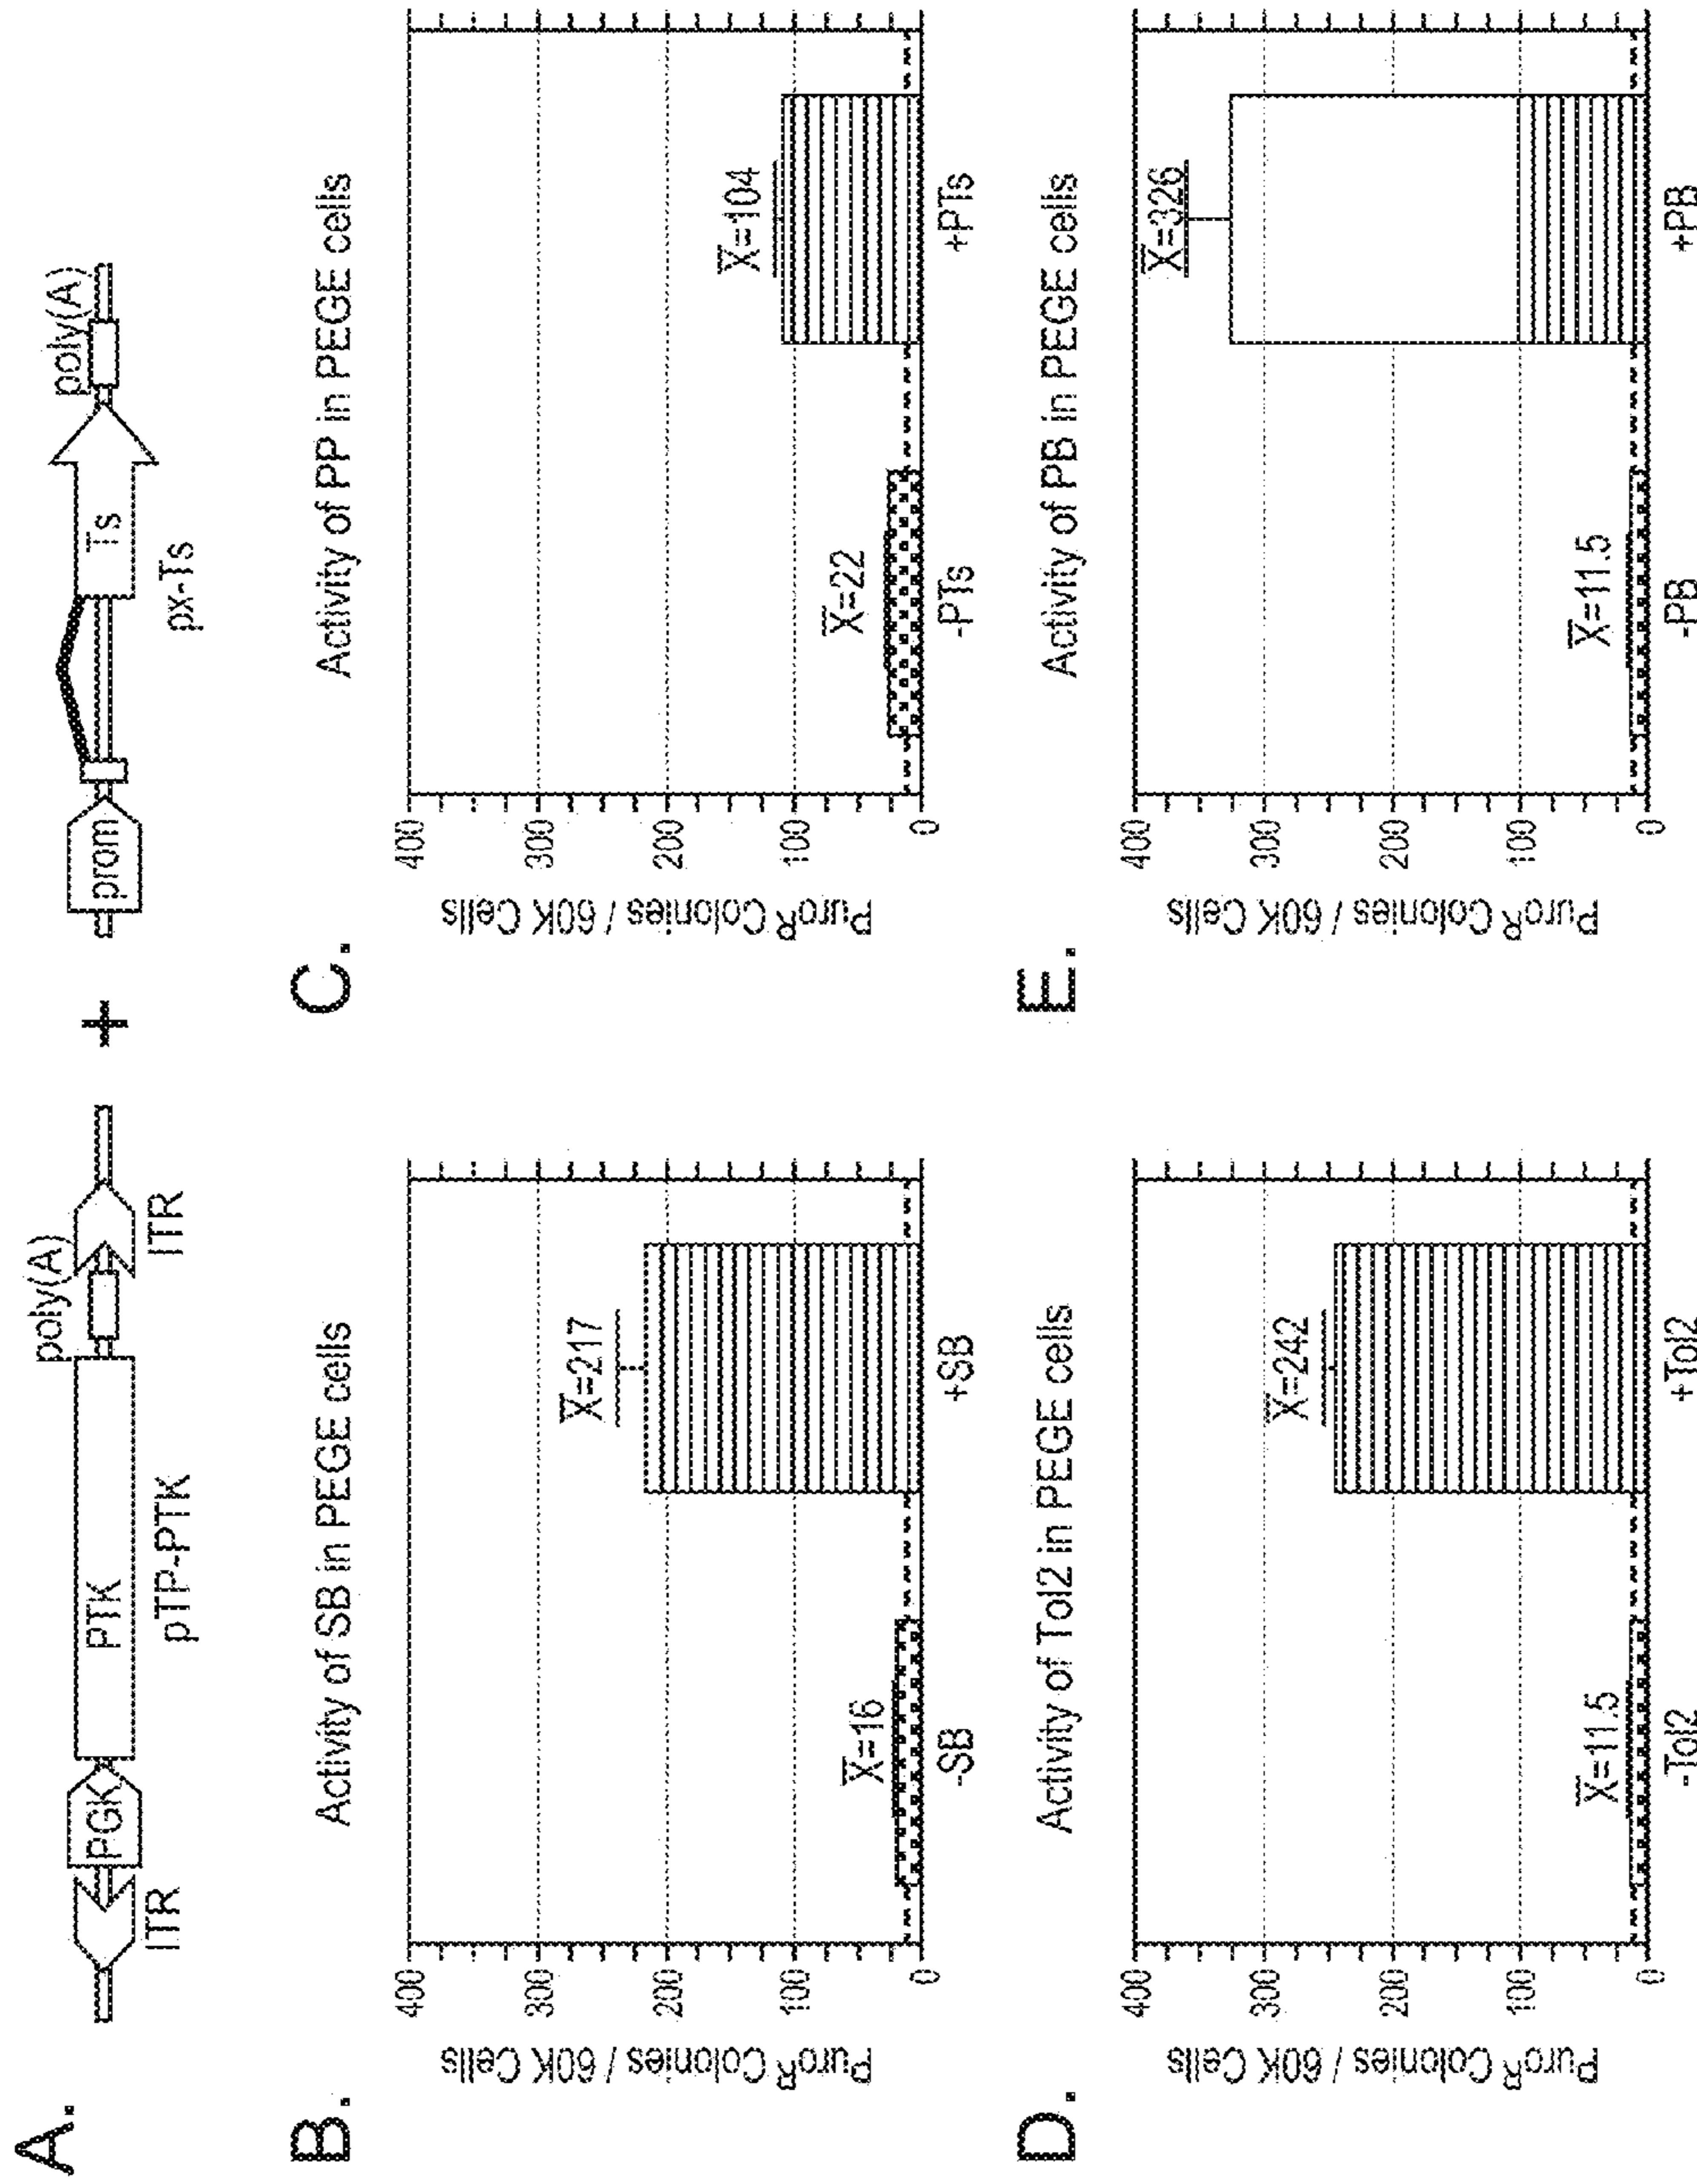 A.
ITR
PGK
PTK
poly(A)
ITR
pTP-PTK
+
prom
Ts
poly(A)
px-Ts
B.
Activity of SB in PEGE cells
Puroᴿ Colonies / 60K Cells
400
300
200
100
0
X̅=16
X̅=217
-SB
+SB
C.
Activity of PP in PEGE cells
Puroᴿ Colonies / 60K Cells
400
300
200
100
0
X̅=22
X̅=104
-PTs
+PTs
D.
Activity of Tol2 in PEGE cells
Puroᴿ Colonies / 60K Cells
400
300
200
100
0
X̅=11.5
X̅=242
-Tol2
+Tol2
E.
Activity of PB in PEGE cells
Puroᴿ Colonies / 60K Cells
400
300
200
100
0
X̅=11.5
X̅=326
-PB
+PB